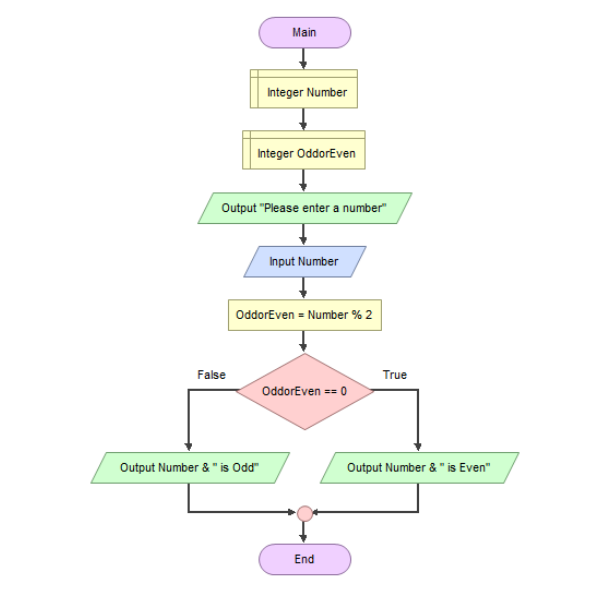 Main
Integer Number
Integer OddorEven
Output "Please enter a number"
Input Number
OddorEven = Number % 2
False
True
OddorEven == 0
Output Number & " is Odd"
Output Number & " is Even"
End